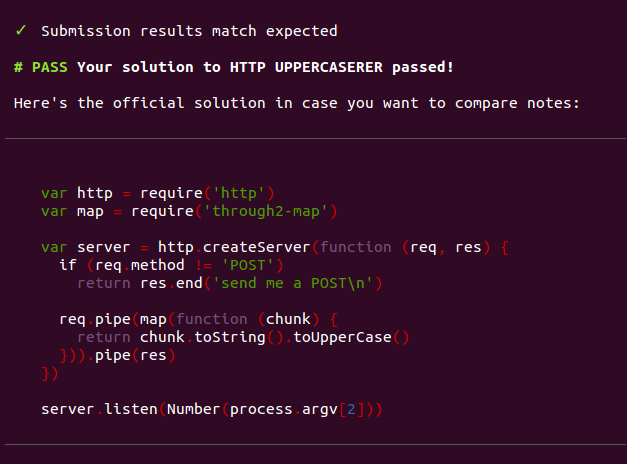 ✓ Submission results match expected
# PASS Your solution to HTTP UPPERCASERER passed!
Here's the official solution in case you want to compare notes:
var http = require('http')
var map = require('through2-map')
var server = http.createServer(function (req, res) {
if (req.method != 'POST')
return res.end('send me a POST\n')
req.pipe(map(function (chunk) {
return chunk.toString().toUpperCase()
})).pipe(res)
})
server.listen(Number(process.argv[2]))